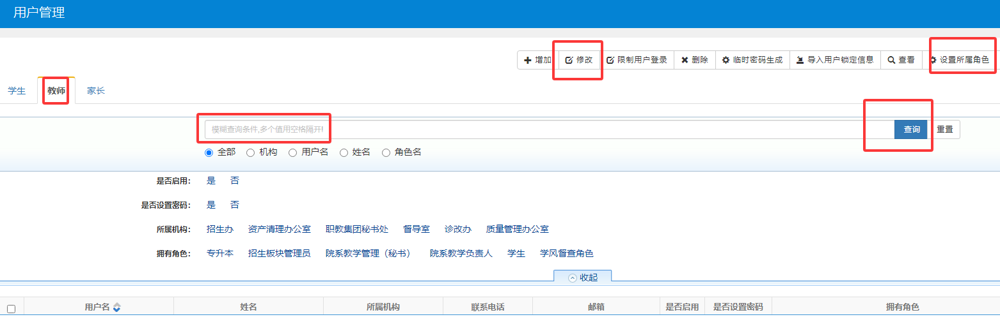 用户管理
增加 修改 限制用户登录 删除 临时密码生成 导入用户锁定信息 查看 设置所属角色
学生 教师 家长
模糊查询条件,多个值用空格隔开! 查询 重置
全部 机构 用户名 姓名 角色名
是否启用: 是 否
是否设置密码: 是 否
所属机构: 招生办 资产清理办公室 职教集团秘书处 督导室 诊改办 质量管理办公室
拥有角色: 专升本 招生板块管理员 院系教学管理（秘书） 院系教学负责人 学生 学风督查角色
收起
用户名 姓名 所属机构 联系电话 邮箱 是否启用 是否设置密码 拥有角色